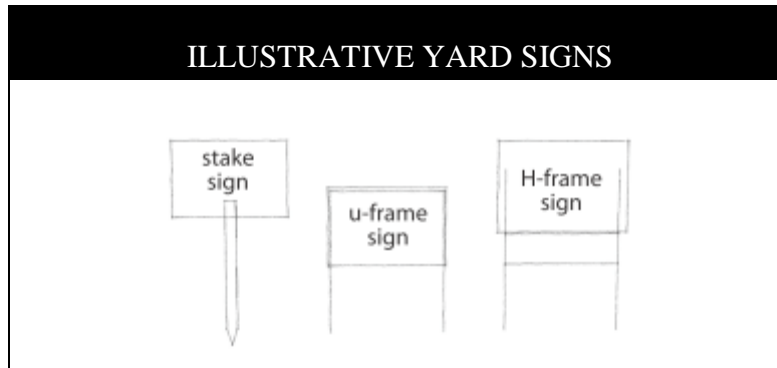 ILLUSTRATIVE YARD SIGNS
stake
sign
u-frame
sign
H-frame
sign